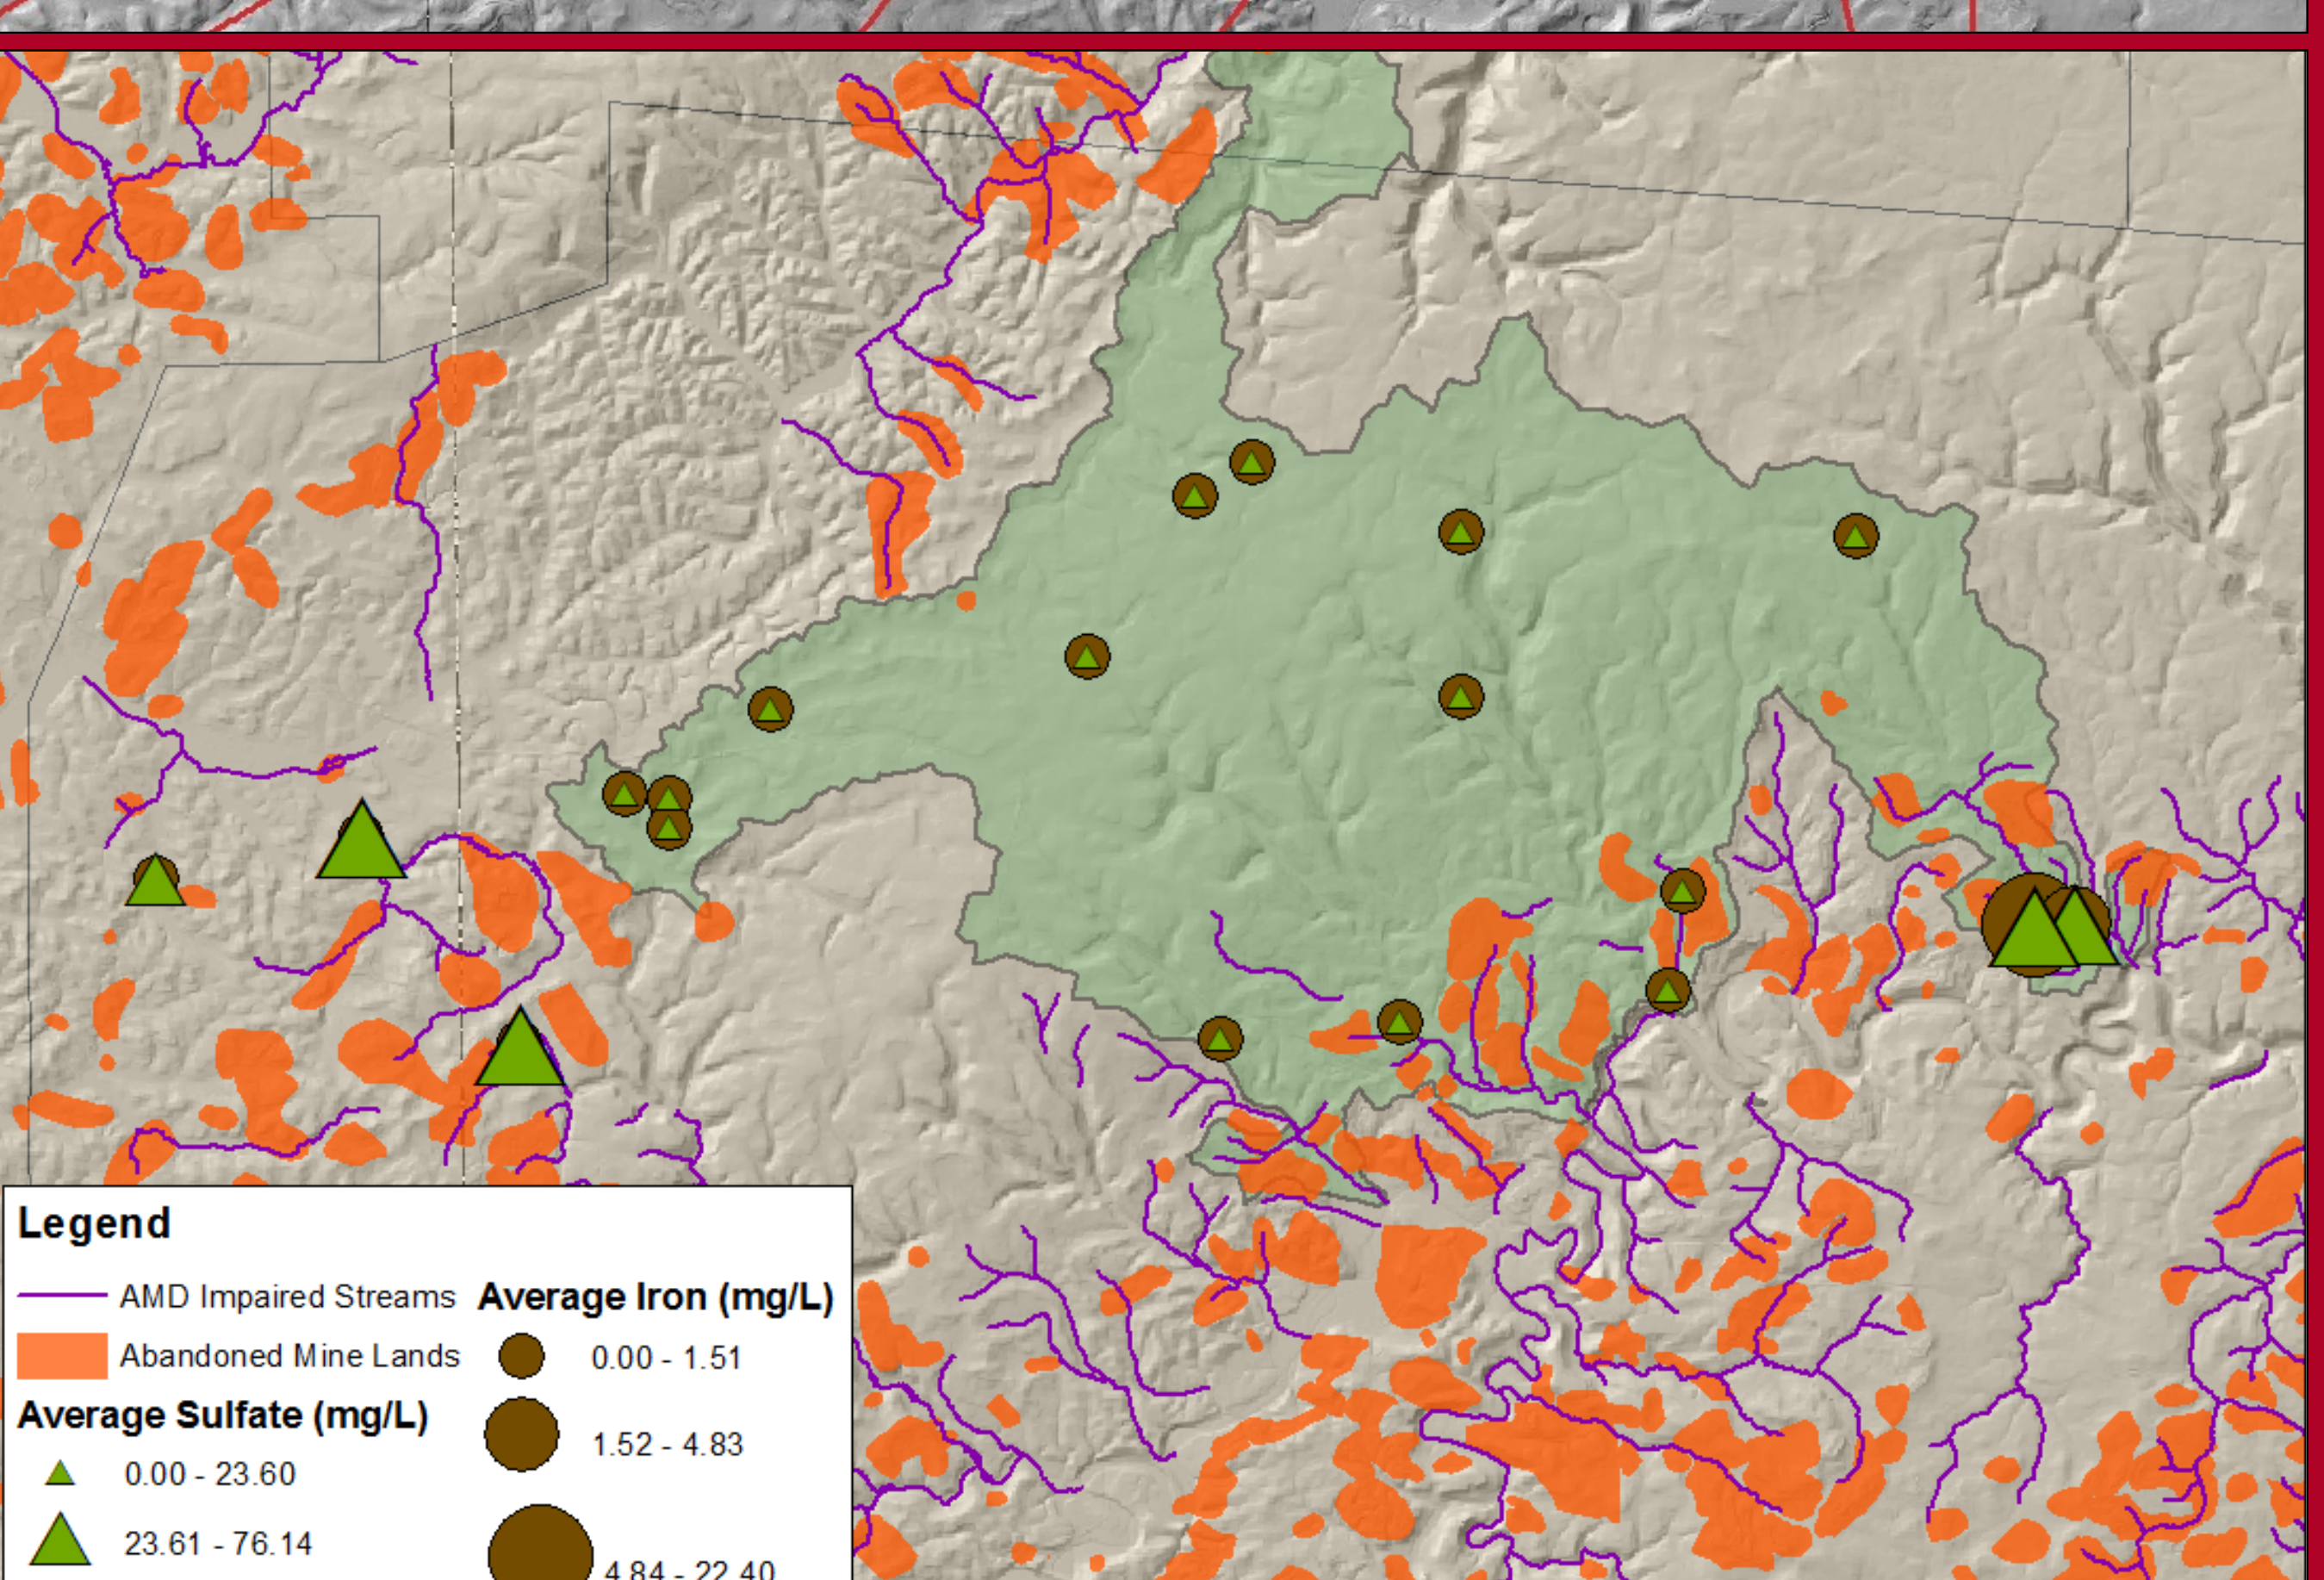 Legend
AMD Impaired Streams
Abandoned Mine Lands
Average Sulfate (mg/L)
0.00 - 23.60
23.61 - 76.14
Average Iron (mg/L)
0.00 - 1.51
1.52 - 4.83
4.84 - 22.40